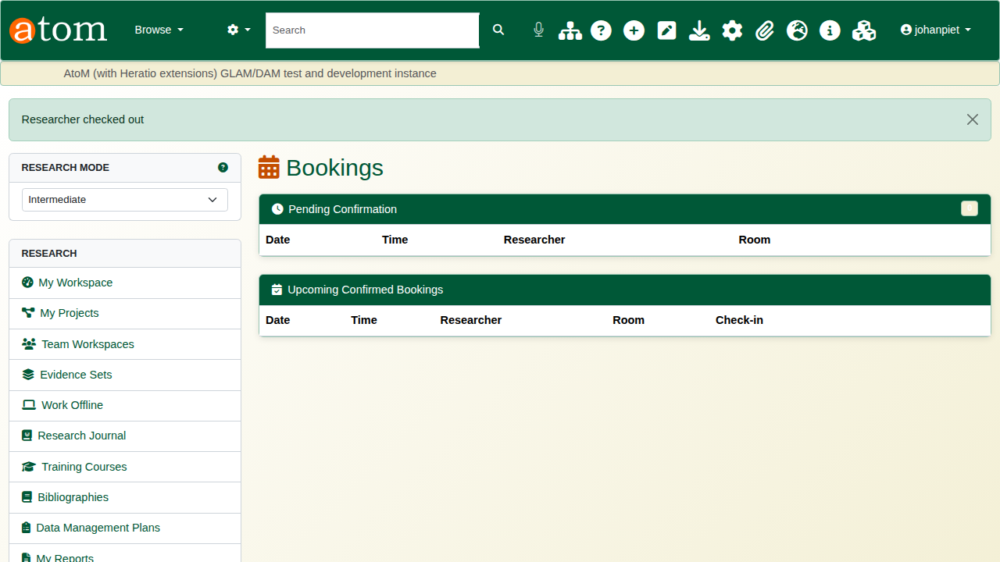 atom
Browse
Search
johanpiet
AtoM (with Heratio extensions) GLAM/DAM test and development instance
Researcher checked out
RESEARCH MODE
Intermediate
RESEARCH
My Workspace
My Projects
Team Workspaces
Evidence Sets
Work Offline
Research Journal
Training Courses
Bibliographies
Data Management Plans
My Reports
Bookings
Pending Confirmation
0
Date Time Researcher Room
Upcoming Confirmed Bookings
Date Time Researcher Room Check-in